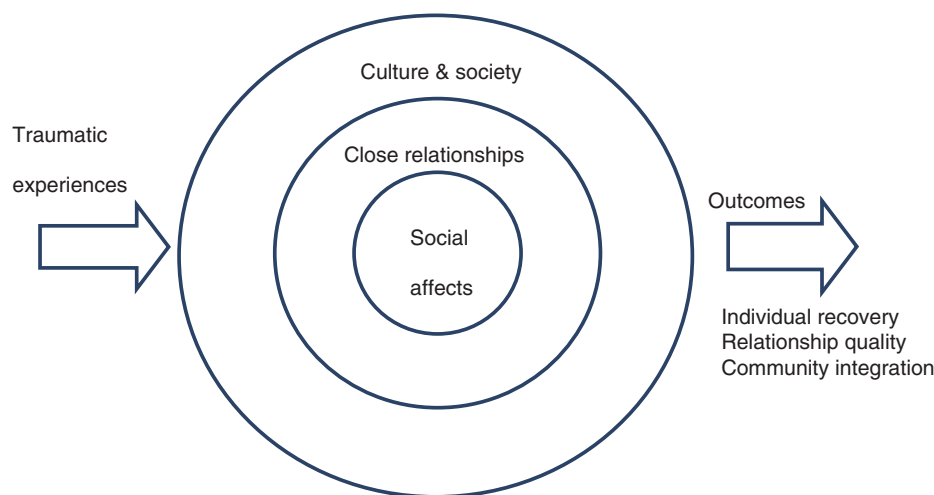 Culture & society
Traumatic
experiences
Close relationships
Social
affects
Outcomes
Individual recovery
Relationship quality
Community integration